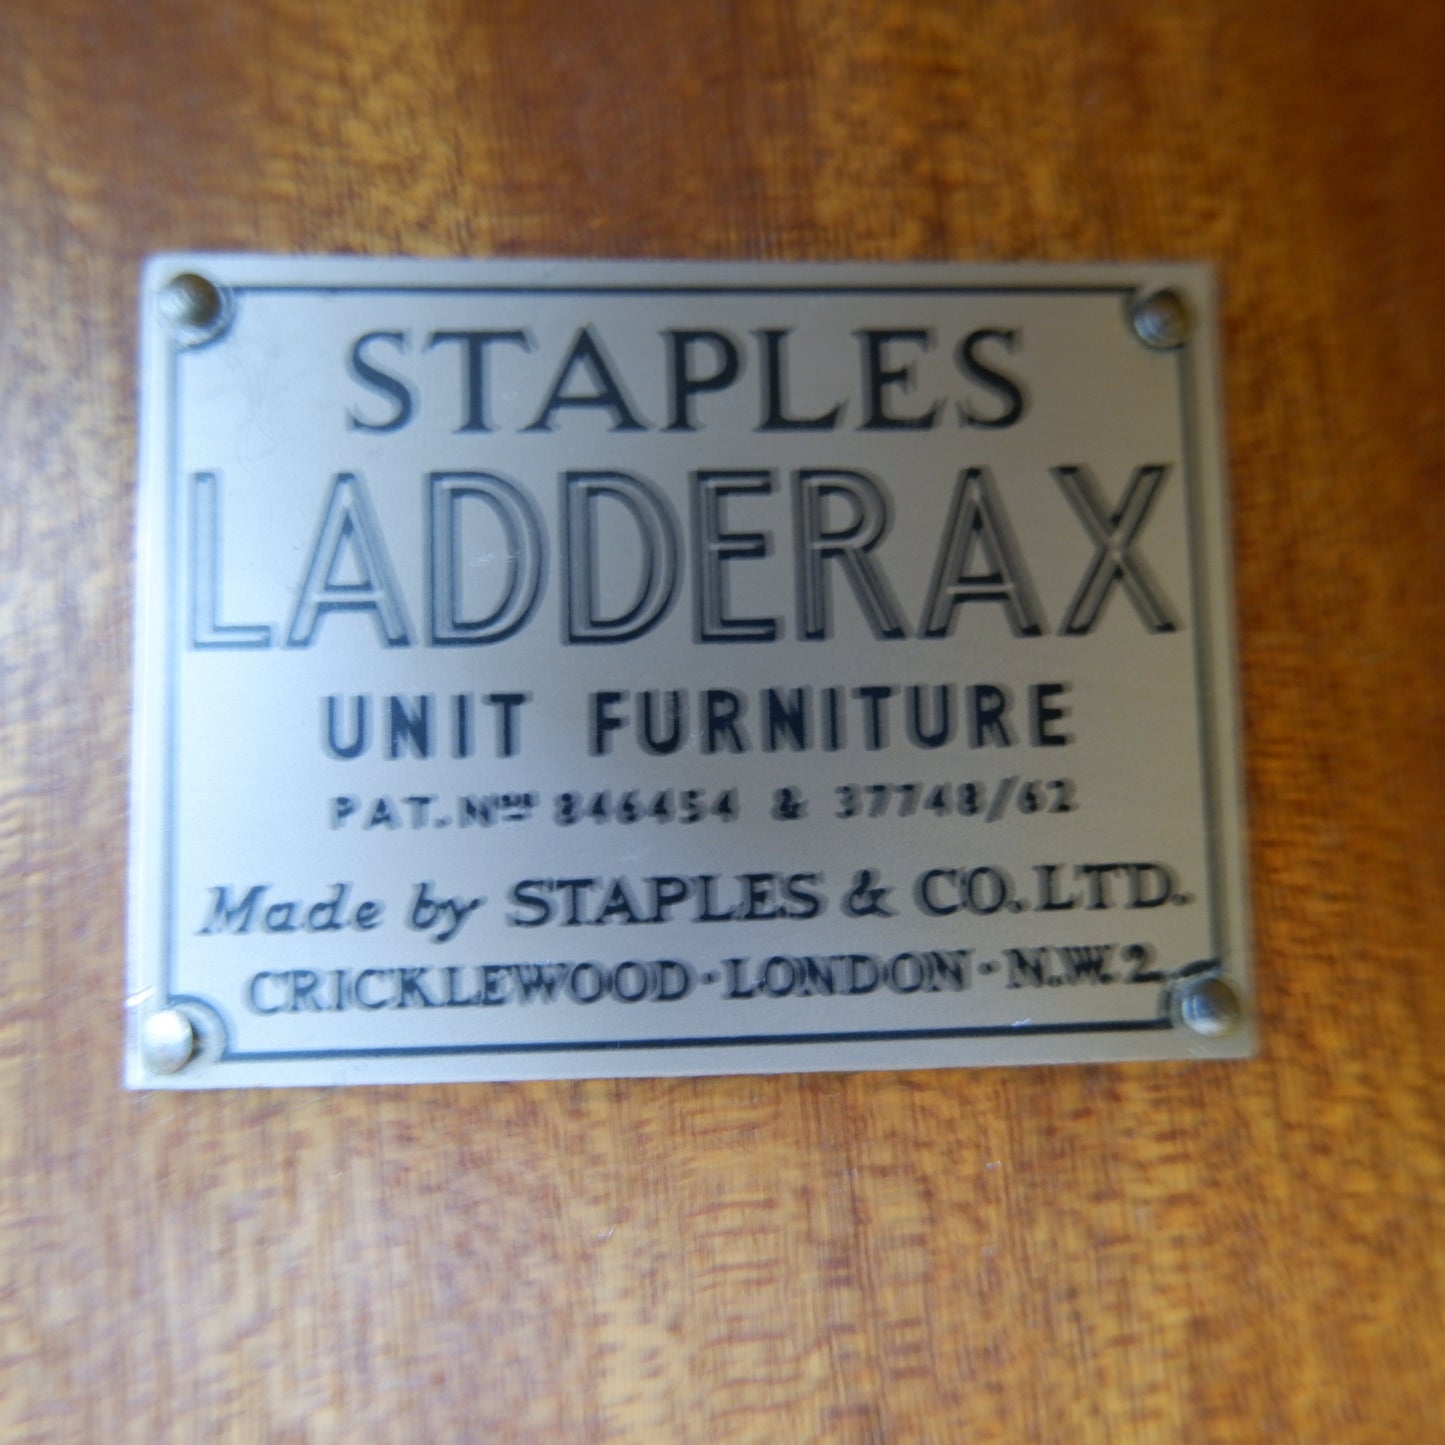 STAPLES
LADDERAX
UNIT FURNITURE
PAT. Nos 846454 & 37748/62
Made by STAPLES & CO. LTD.
CRICKLEWOOD · LONDON · N.W.2.